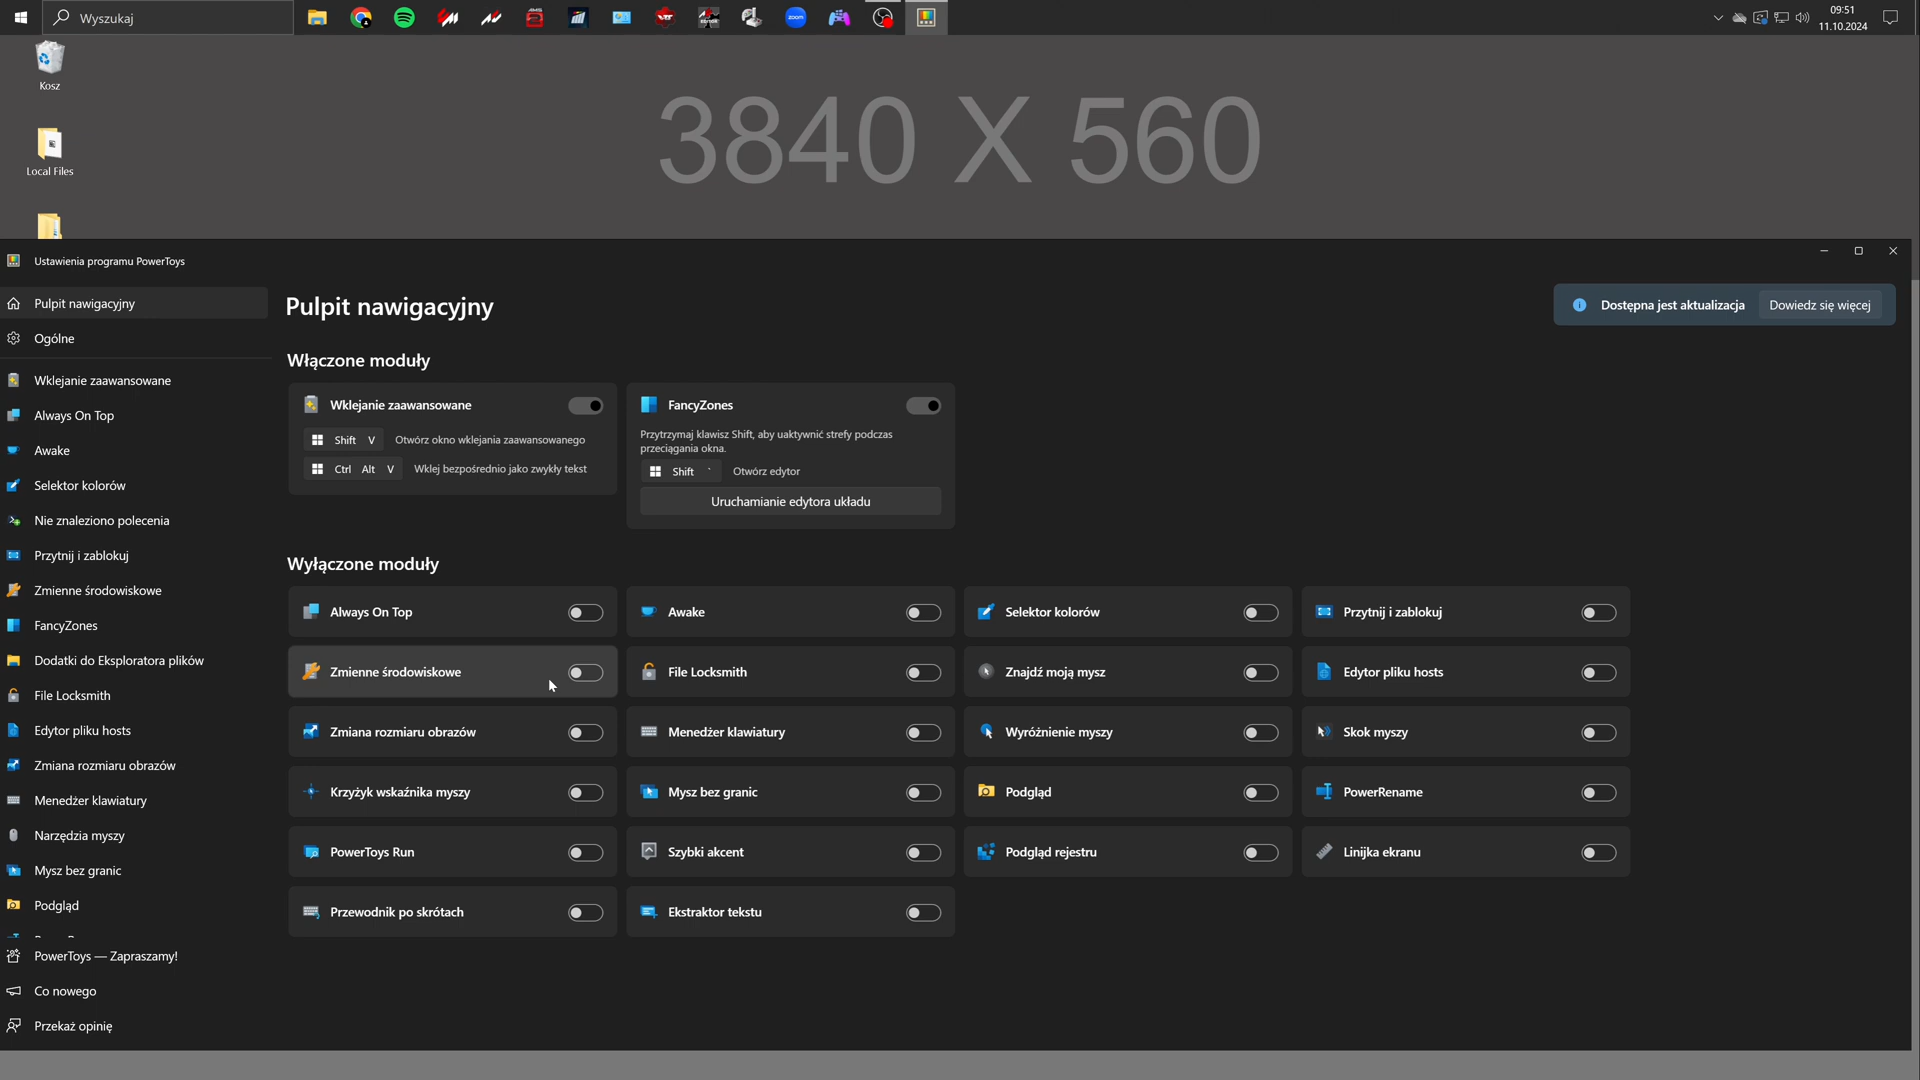 Wyszukaj
zoom
09:51
11.10.2024
Kosz
Local Files
3840 X 560
Ustawienia programu PowerToys
Pulpit nawigacyjny
Ogólne
Wklejanie zaawansowane
Always On Top
Awake
Selektor kolorów
Nie znaleziono polecenia
Przytnij i zablokuj
Zmienne środowiskowe
FancyZones
Dodatki do Eksploratora plików
File Locksmith
Edytor pliku hosts
Zmiana rozmiaru obrazów
Menedżer klawiatury
Narzędzia myszy
Mysz bez granic
Podgląd
PowerToys — Zapraszamy!
Co nowego
Przekaż opinię
Pulpit nawigacyjny
Dostępna jest aktualizacja Dowiedz się więcej
Włączone moduły
Wklejanie zaawansowane
Shift V Otwórz okno wklejania zaawansowanego
Ctrl Alt V Wklej bezpośrednio jako zwykły tekst
FancyZones
Przytrzymaj klawisz Shift, aby uaktywnić strefy podczas
przeciągania okna.
Shift ` Otwórz edytor
Uruchamianie edytora układu
Wyłączone moduły
Always On Top Awake Selektor kolorów Przytnij i zablokuj
Zmienne środowiskowe File Locksmith Znajdź moją mysz Edytor pliku hosts
Zmiana rozmiaru obrazów Menedżer klawiatury Wyróżnienie myszy Skok myszy
Krzyżyk wskaźnika myszy Mysz bez granic Podgląd PowerRename
PowerToys Run Szybki akcent Podgląd rejestru Linijka ekranu
Przewodnik po skrótach Ekstraktor tekstu